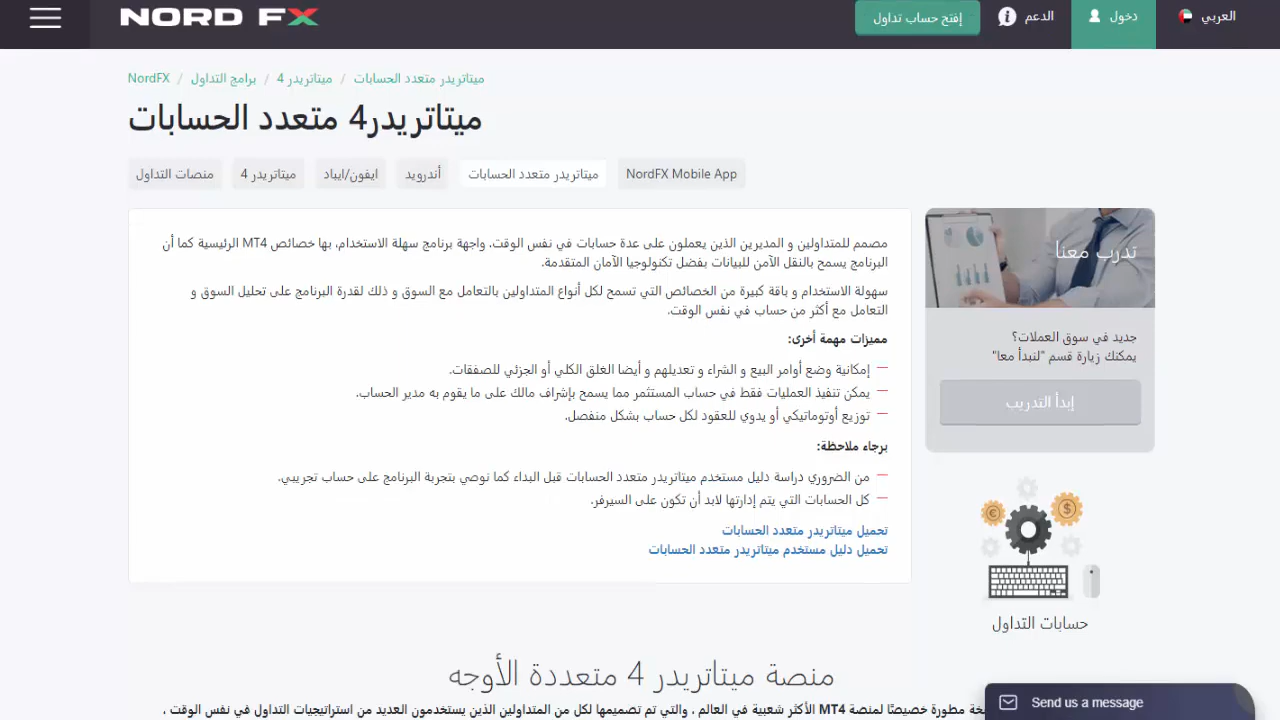 NORD FX
إفتح حساب تداول
الدعم
دخول
العربي
NordFX / برامج التداول / ميتاتريدر 4 / ميتاتريدر متعدد الحسابات
ميتاتريدر4 متعدد الحسابات
منصات التداول
ميتاتريدر 4
ايفون/ايباد
أندرويد
ميتاتريدر متعدد الحسابات
NordFX Mobile App
مصمم للمتداولين و المديرين الذين يعملون على عدة حسابات في نفس الوقت. واجهة برنامج سهلة الاستخدام، بها خصائص MT4 الرئيسية كما أن
البرنامج يسمح بالنقل الآمن للبيانات بفضل تكنولوجيا الآمان المتقدمة.
سهولة الاستخدام و باقة كبيرة من الخصائص التي تسمح لكل أنواع المتداولين بالتعامل مع السوق و ذلك لقدرة البرنامج على تحليل السوق و
التعامل مع أكثر من حساب في نفس الوقت.
مميزات مهمة أخرى:
إمكانية وضع أوامر البيع و الشراء و تعديلهم و أيضا الغلق الكلي أو الجزئي للصفقات.
يمكن تنفيذ العمليات فقط في حساب المستثمر مما يسمح بإشراف مالك على ما يقوم به مدير الحساب.
توزيع أوتوماتيكي أو يدوي للعقود لكل حساب بشكل منفصل.
برجاء ملاحظة:
من الضروري دراسة دليل مستخدم ميتاتريدر متعدد الحسابات قبل البداء كما نوصي بتجربة البرنامج على حساب تجريبي.
كل الحسابات التي يتم إدارتها لابد أن تكون على السيرفر.
تحميل ميتاتريدر متعدد الحسابات
تحميل دليل مستخدم ميتاتريدر متعدد الحسابات
تدرب معنا
جديد في سوق العملات؟
يمكنك زيارة قسم "لنبدأ معا"
إبدأ التدريب
حسابات التداول
منصة ميتاتريدر 4 متعددة الأوجه
خة مطورة خصيصًا لمنصة MT4 الأكثر شعبية في العالم ، والتي تم تصميمها لكل من المتداولين الذين يستخدمون العديد من استراتيجيات التداول في نفس الوقت ،
Send us a message